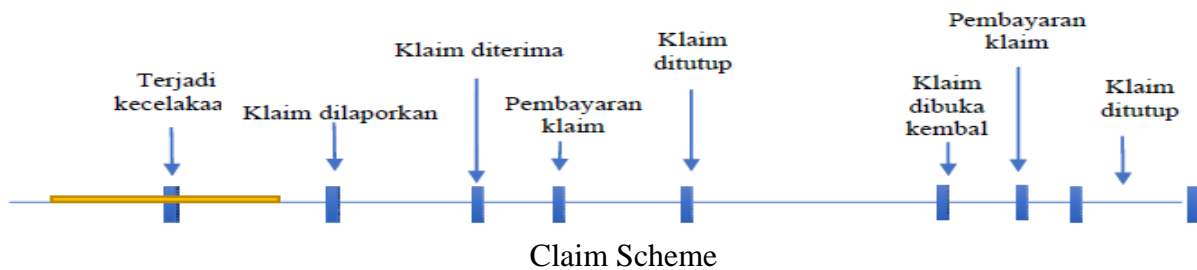 Terjadi
kecelakaa
Klaim dilaporkan
Klaim diterima
Pembayaran
klaim
Klaim
ditutup
Klaim
dibuka
kembal
Pembayaran
klaim
Klaim
ditutup
Claim Scheme